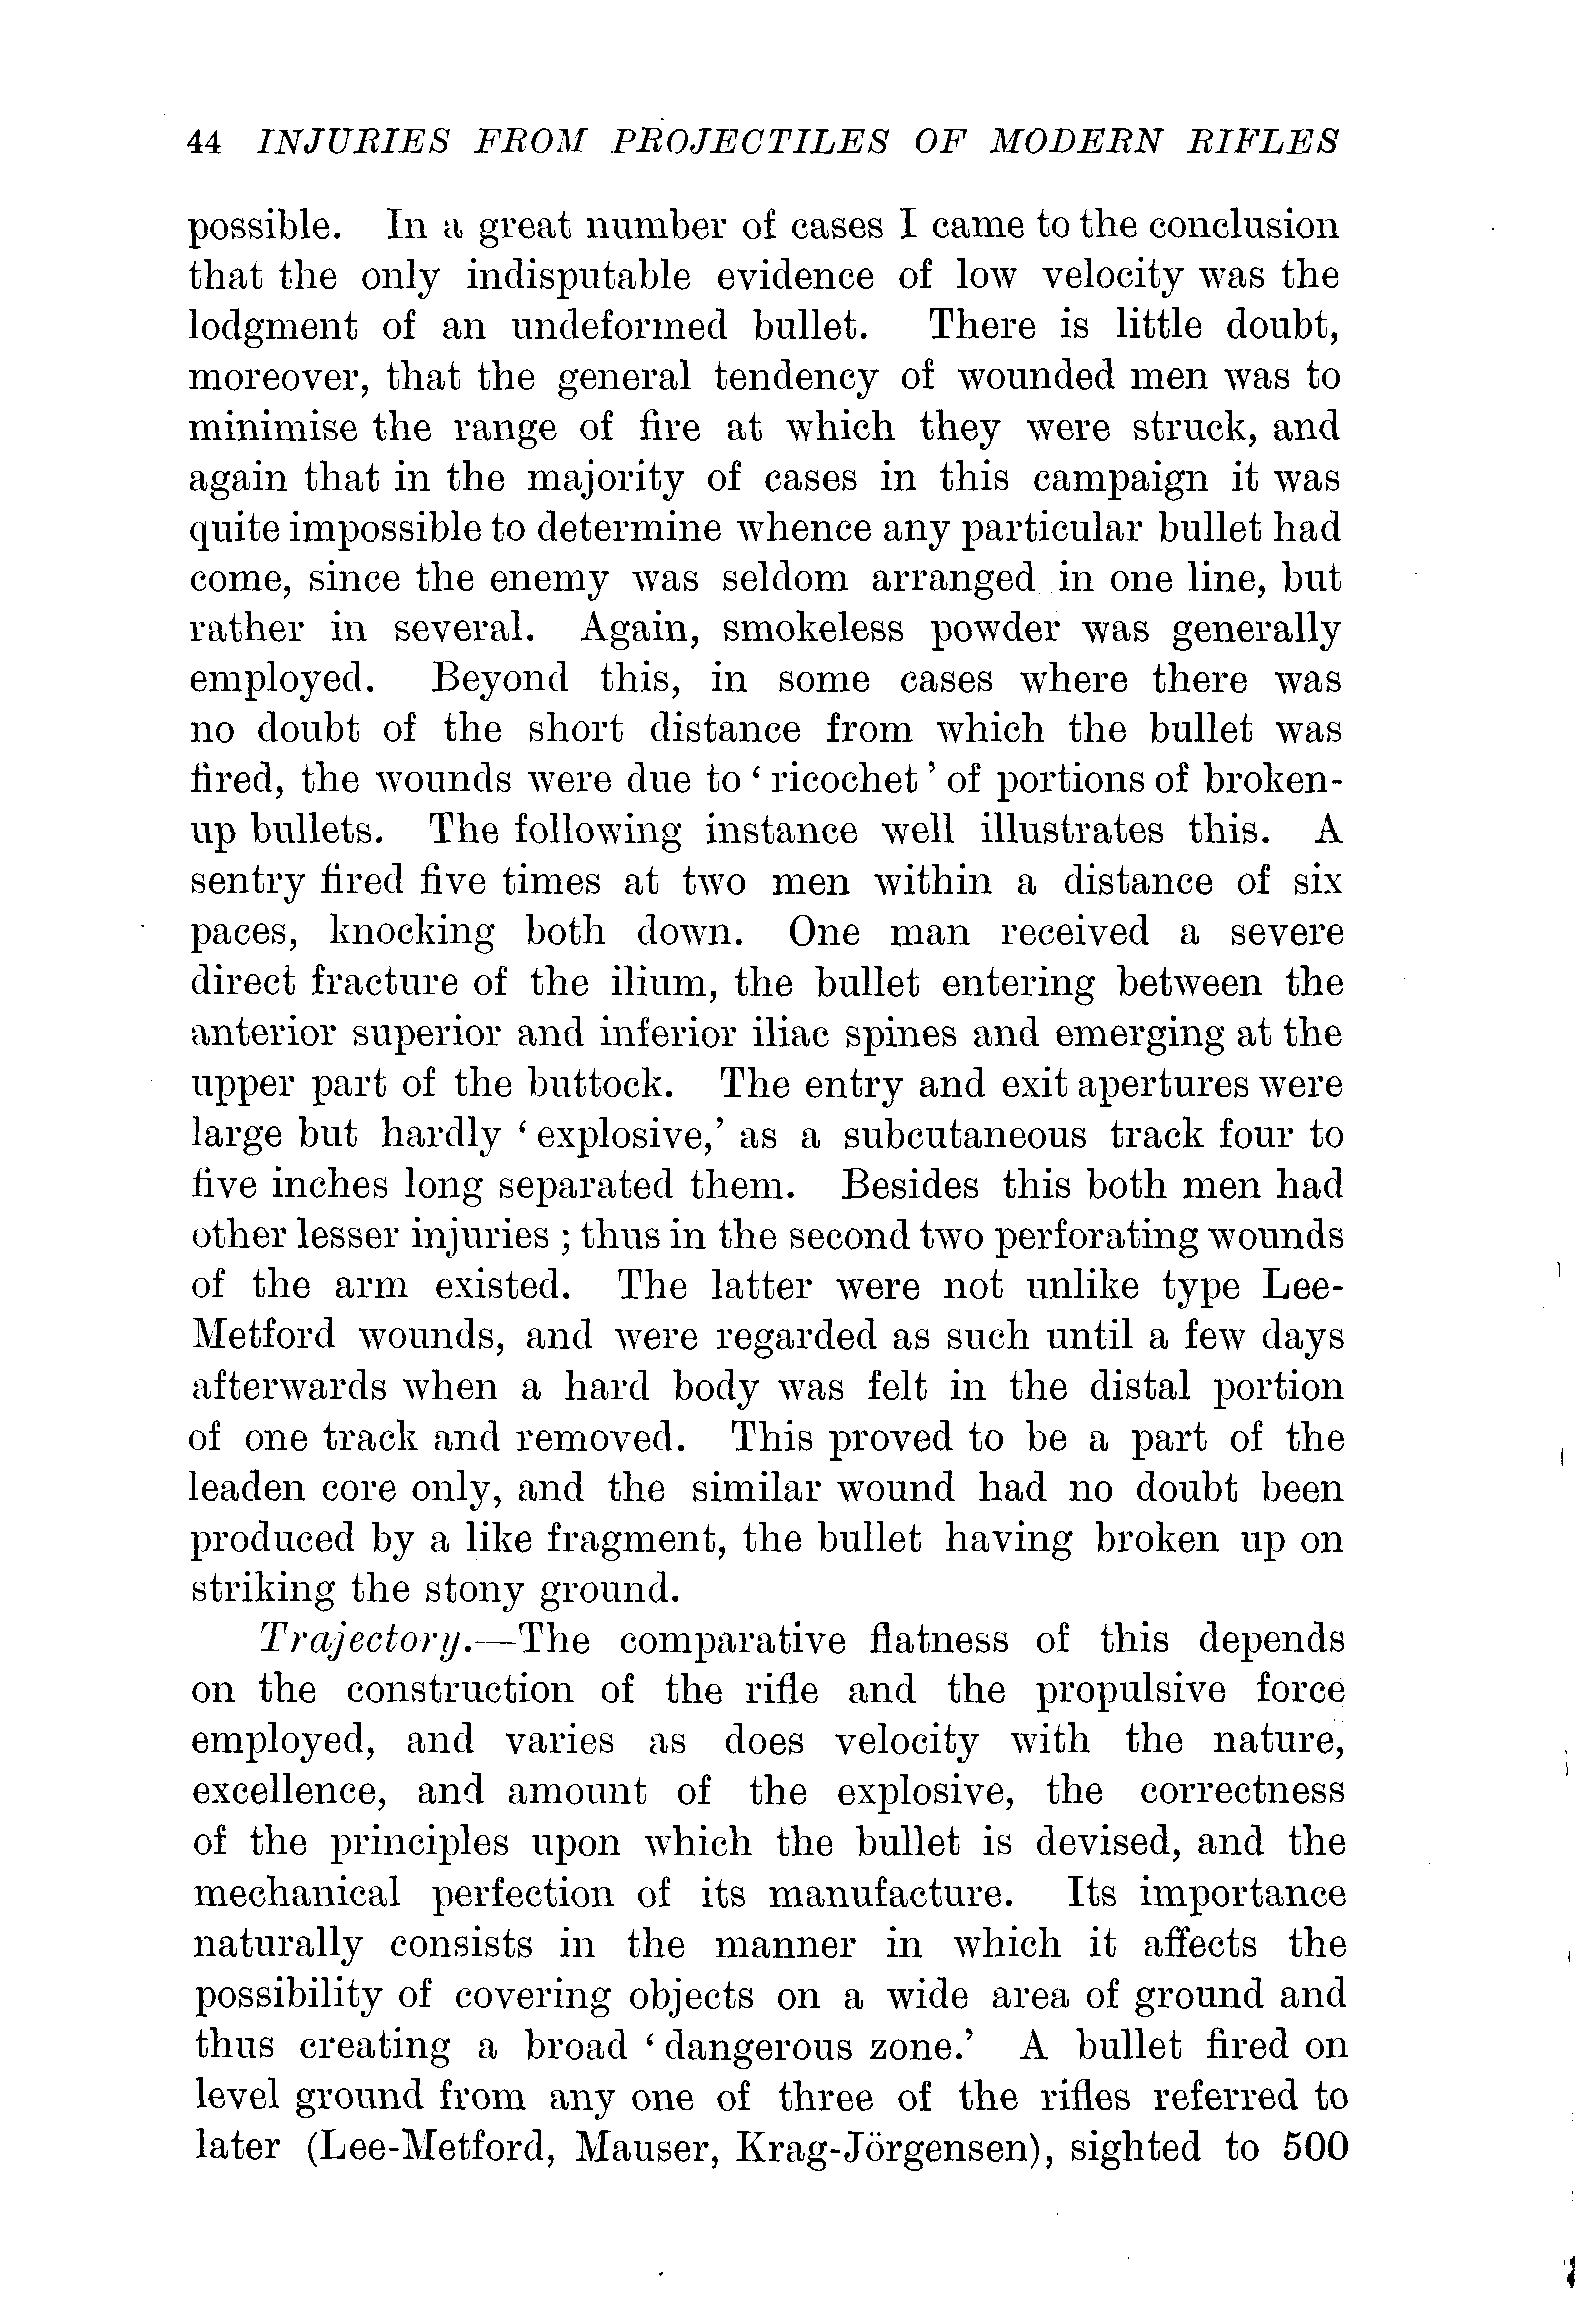 44 INJURIES FROM PROJECTILES OF MODERN RIFLES
possible. In a great number of cases I came to the conclusion
that the only indisputable evidence of low velocity was the
lodgment of an undeformed bullet. There is little doubt,
moreover, that the general tendency of wounded men was to
minimise the range of fire at which they were struck, and
again that in the majority of cases in this campaign it was
quite impossible to determine whence any particular bullet had
come, since the enemy was seldom arranged in one line, but
rather in several. Again, smokeless powder was generally
employed. Beyond this, in some cases where there was
no doubt of the short distance from which the bullet was
fired, the wounds were due to ‘ ricochet ’ of portions of broken-
up bullets. The following instance well illustrates this. A
sentry fired five times at two men within a distance of six
paces, knocking both down. One man received a severe
direct fracture of the ilium, the bullet entering between the
anterior superior and inferior iliac spines and emerging at the
upper part of the buttock. The entry and exit apertures were
large but hardly ‘ explosive,’ as a subcutaneous track four to
five inches long separated them. Besides this both men had
other lesser injuries ; thus in the second two perforating wounds
of the arm existed. The latter were not unlike type Lee-
Metford wounds, and were regarded as such until a few days
afterwards when a hard body was felt in the distal portion
of one track and removed. This proved to be a part of the
leaden core only, and the similar wound had no doubt been
produced by a like fragment, the bullet having broken up on
striking the stony ground.
Trajectory.—The comparative flatness of this depends
on the construction of the rifle and the propulsive force
employed, and varies as does velocity with the nature,
excellence, and amount of the explosive, the correctness
of the principles upon which the bullet is devised, and the
mechanical perfection of its manufacture. Its importance
naturally consists in the manner in which it affects the
possibility of covering objects on a wide area of ground and
thus creating a broad ‘ dangerous zone.’ A bullet fired on
level ground from any one of three of the rifles referred to
later (Lee-Metford, Mauser, Krag-Jörgensen), sighted to 500